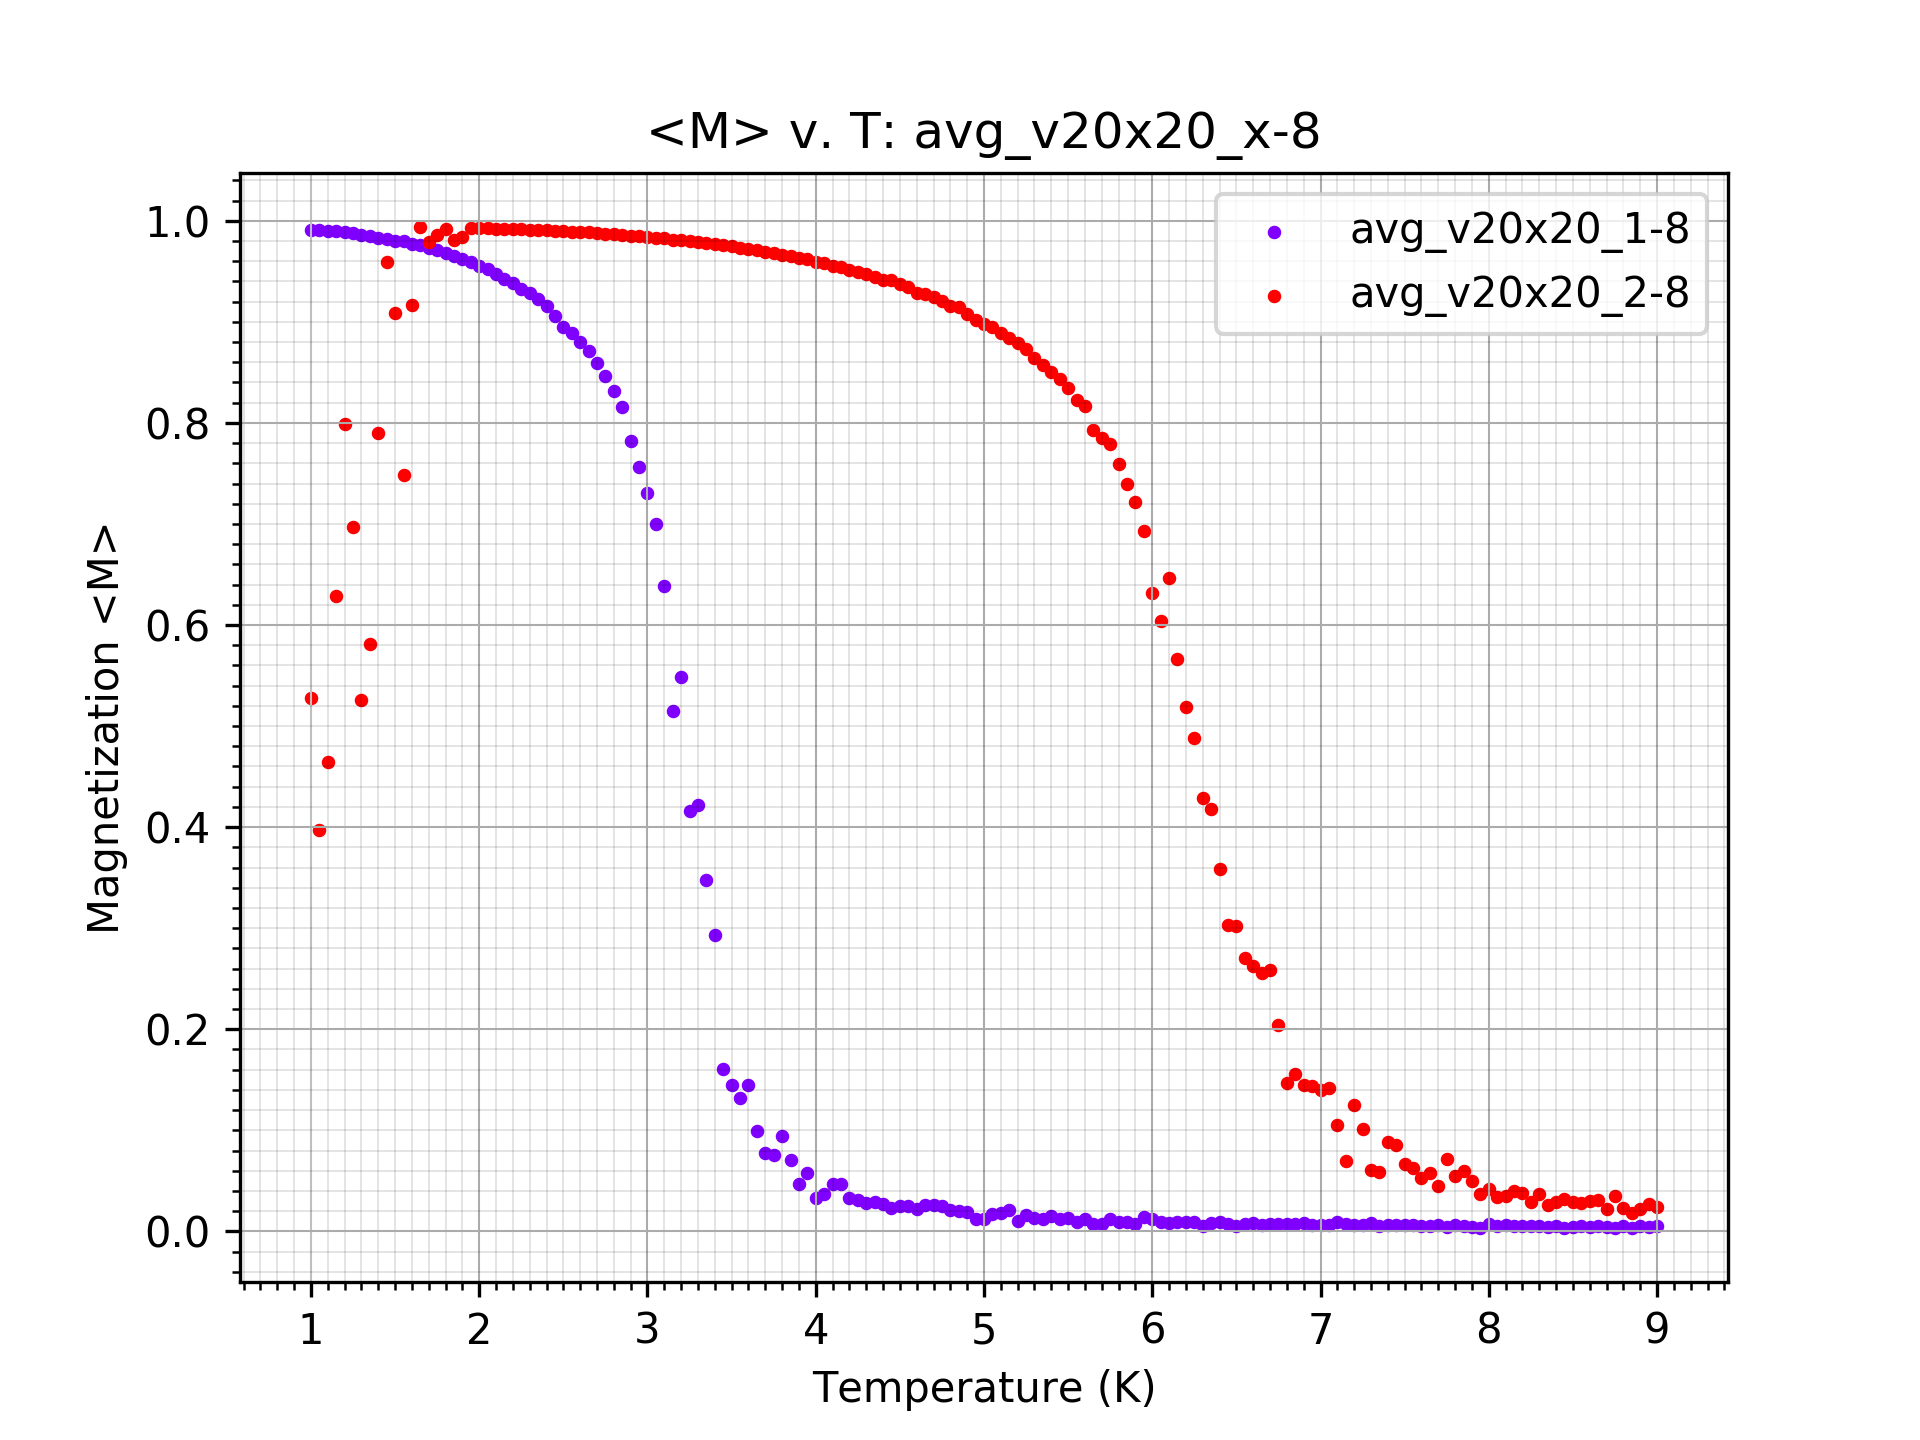 <M> v. T: avg_v20x20_x-8
avg_v20x20_1-8
avg_v20x20_2-8
Magnetization <M>
1.0
0.8
0.6
0.4
0.2
0.0
1 2 3 4 5 6 7 8 9
Temperature (K)